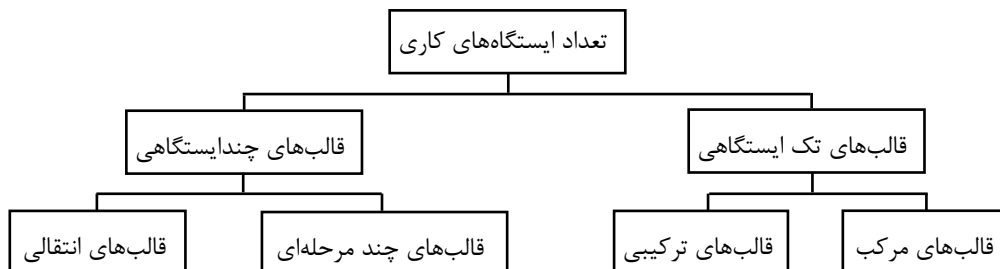 تعداد ایستگاه‌های کاری
قالب‌های تک ایستگاهی
قالب‌های چندایستگاهی
قالب‌های مرکب
قالب‌های ترکیبی
قالب‌های چند مرحله‌ای
قالب‌های انتقالی